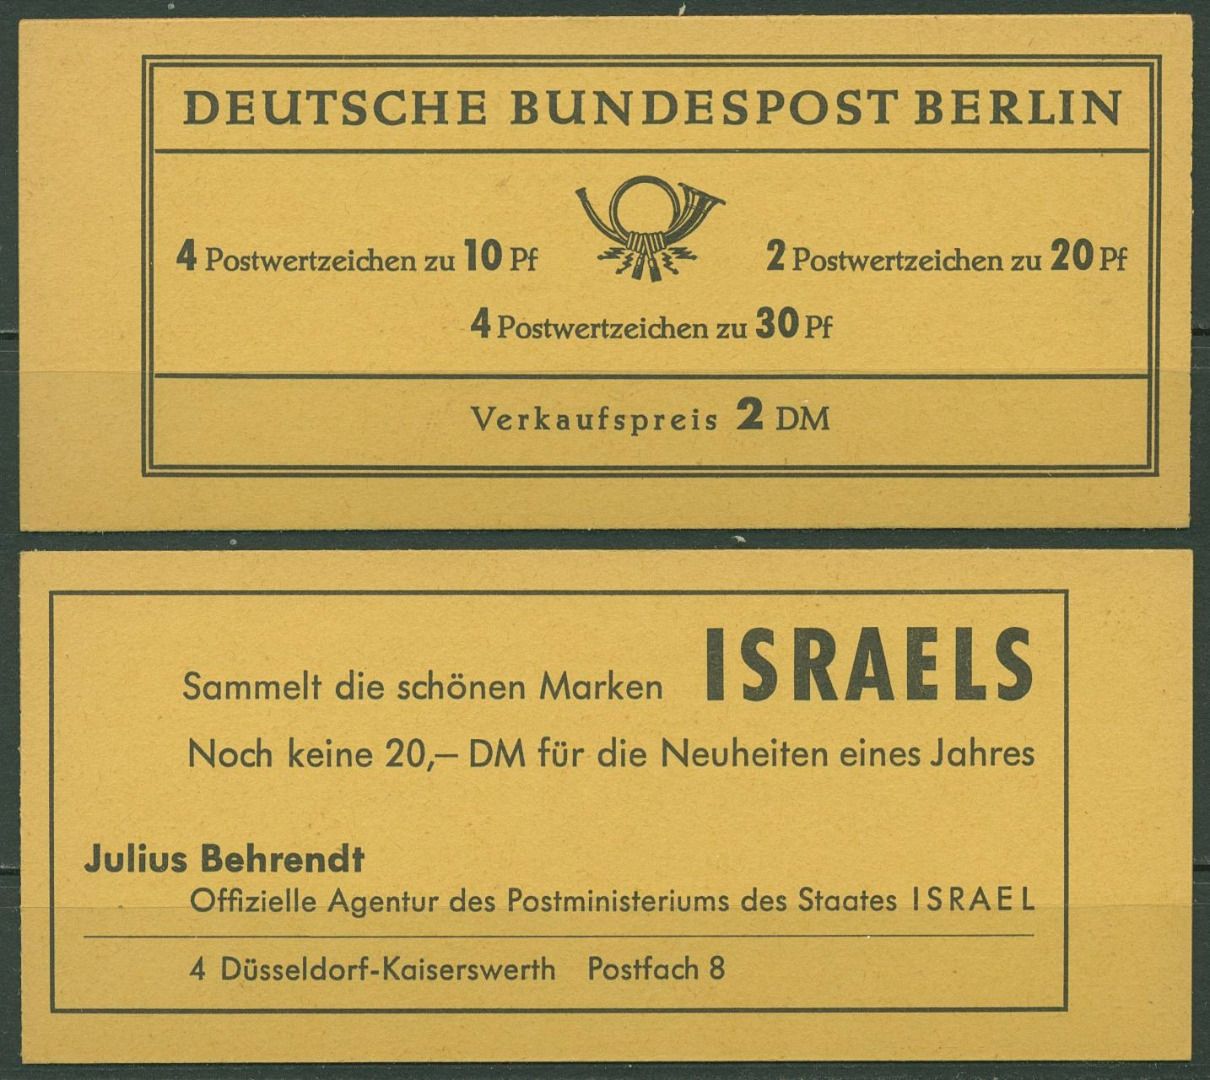 DEUTSCHE BUNDESPOST BERLIN
4 Postwertzeichen zu 10 Pf 2 Postwertzeichen zu 20 Pf
4 Postwertzeichen zu 30 Pf
Verkaufspreis 2 DM
Sammelt die schönen Marken ISRAELS
Noch keine 20,– DM für die Neuheiten eines Jahres
Julius Behrendt
Offizielle Agentur des Postministeriums des Staates ISRAEL
4 Düsseldorf-Kaiserswerth Postfach 8